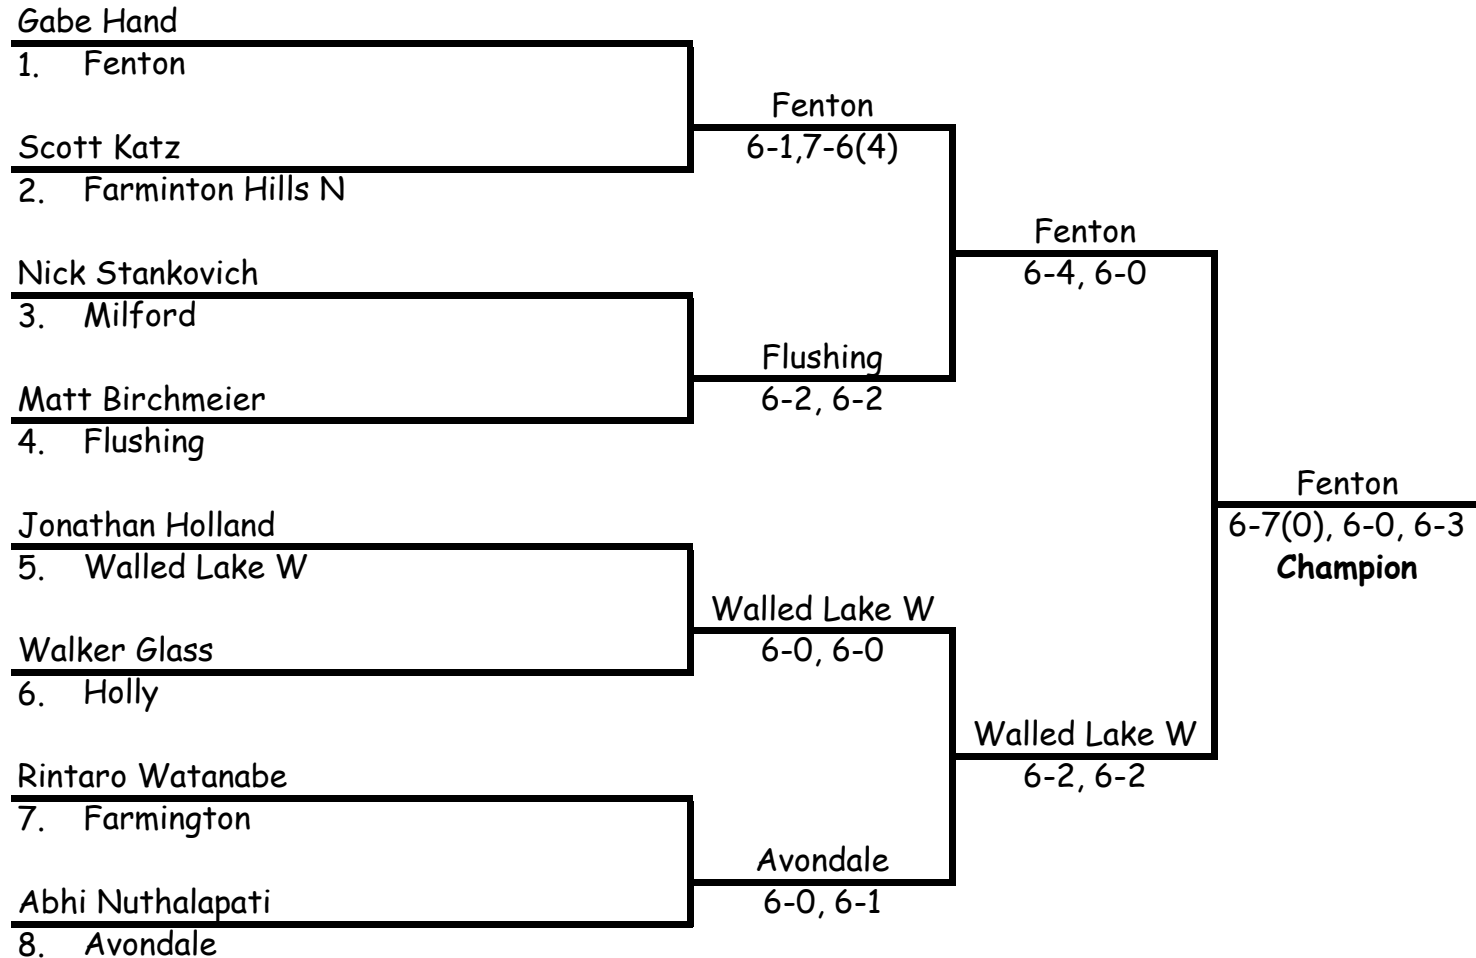 Gabe Hand
1. Fenton
Fenton
6-1,7-6(4)
Scott Katz
2. Farminton Hills N
Fenton
6-4, 6-0
Nick Stankovich
3. Milford
Flushing
6-2, 6-2
Matt Birchmeier
4. Flushing
Fenton
6-7(0), 6-0, 6-3
Champion
Jonathan Holland
5. Walled Lake W
Walled Lake W
6-0, 6-0
Walker Glass
6. Holly
Walled Lake W
6-2, 6-2
Rintaro Watanabe
7. Farmington
Avondale
6-0, 6-1
Abhi Nuthalapati
8. Avondale